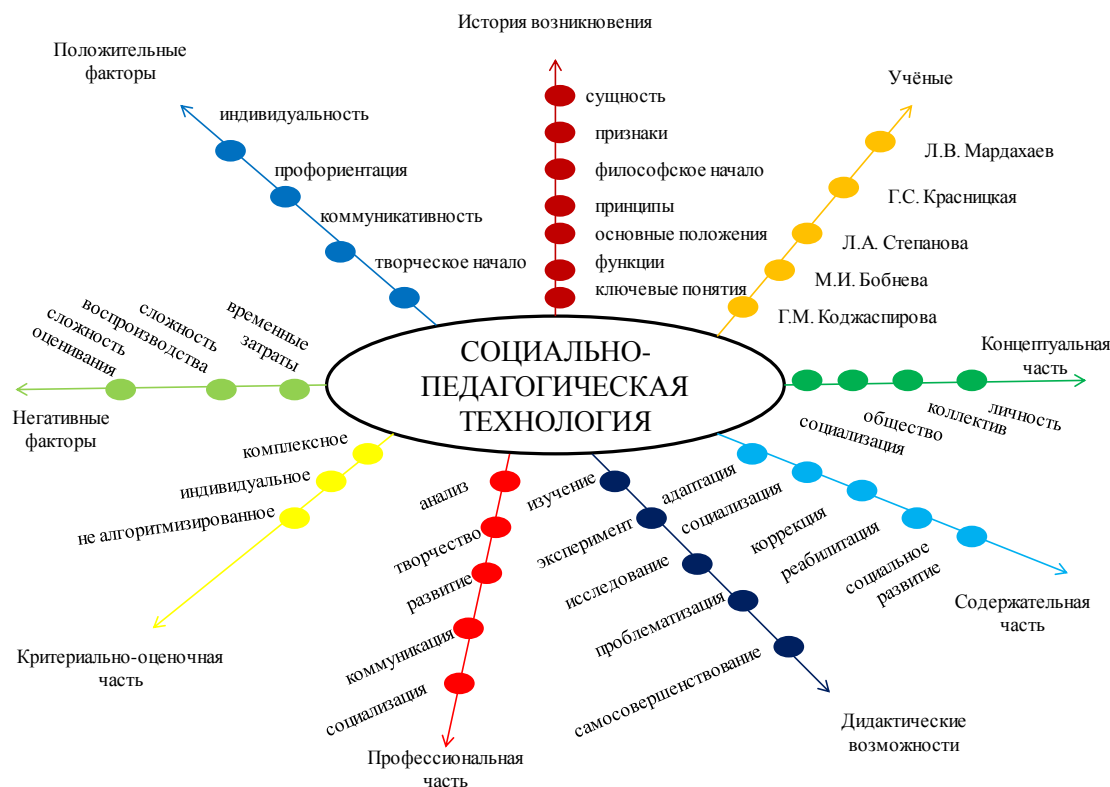 История возникновения
сущность
признаки
философское начало
принципы
основные положения
функции
ключевые понятия
Учёные
Л.В. Мардахаев
Г.С. Красницкая
Л.А. Степанова
М.И. Бобнева
Г.М. Коджаспирова
Концептуальная
часть
социализация
общество
коллектив
личность
Содержательная
часть
адаптация
социализация
коррекция
реабилитация
социальное
развитие
Дидактические
возможности
изучение
эксперимент
исследование
проблематизация
самосовершенствование
Профессиональная
часть
анализ
творчество
развитие
коммуникация
социализация
Критериально-оценочная
часть
комплексное
индивидуальное
не алгоритмизированное
Негативные
факторы
временные
затраты
сложность
воспроизводства
сложность
оценивания
Положительные
факторы
индивидуальность
профориентация
коммуникативность
творческое начало
СОЦИАЛЬНО-
ПЕДАГОГИЧЕСКАЯ
ТЕХНОЛОГИЯ